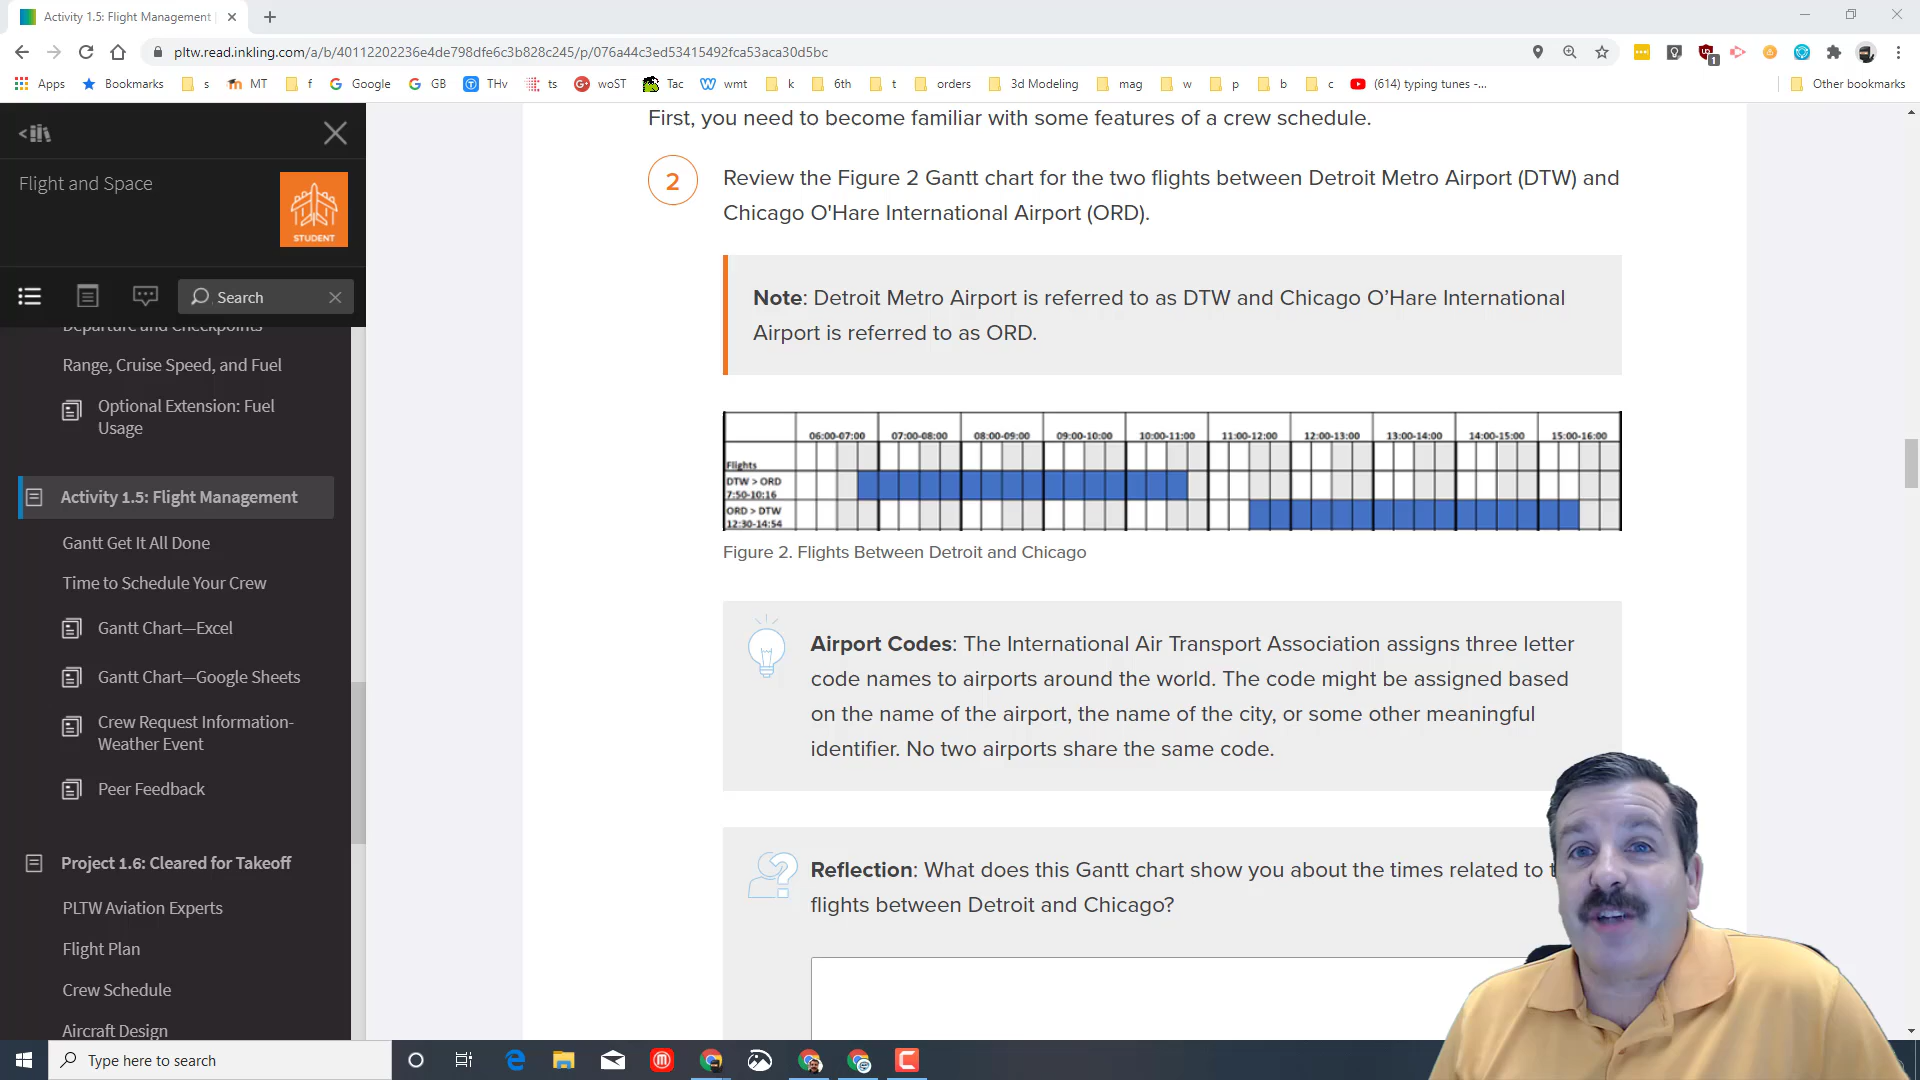 Activity 1.5: Flight Management
pltw.read.inkling.com/a/b/40112202236e4de798dfe6c3b828c245/p/076a44c3ed53415492fca53aca30d5bc
1
Apps Bookmarks s MT f Google GB THv ts woST Tac wmt k 6th t orders 3d Modeling mag w p b c (614) typing tunes -... Other bookmarks
Flight and Space
STUDENT
Search
Departure and Checkpoints
Range, Cruise Speed, and Fuel
Optional Extension: Fuel
Usage
Activity 1.5: Flight Management
Gantt Get It All Done
Time to Schedule Your Crew
Gantt Chart—Excel
Gantt Chart—Google Sheets
Crew Request Information-
Weather Event
Peer Feedback
Project 1.6: Cleared for Takeoff
PLTW Aviation Experts
Flight Plan
Crew Schedule
Aircraft Design
First, you need to become familiar with some features of a crew schedule.
2
Review the Figure 2 Gantt chart for the two flights between Detroit Metro Airport (DTW) and
Chicago O'Hare International Airport (ORD).
Note: Detroit Metro Airport is referred to as DTW and Chicago O’Hare International
Airport is referred to as ORD.
06:00-07:00 07:00-08:00 08:00-09:00 09:00-10:00 10:00-11:00 11:00-12:00 12:00-13:00 13:00-14:00 14:00-15:00 15:00-16:00
Flights
DTW > ORD
7:50-10:16
ORD > DTW
12:30-14:54
Figure 2. Flights Between Detroit and Chicago
Airport Codes: The International Air Transport Association assigns three letter
code names to airports around the world. The code might be assigned based
on the name of the airport, the name of the city, or some other meaningful
identifier. No two airports share the same code.
Reflection: What does this Gantt chart show you about the times related to
flights between Detroit and Chicago?
Type here to search